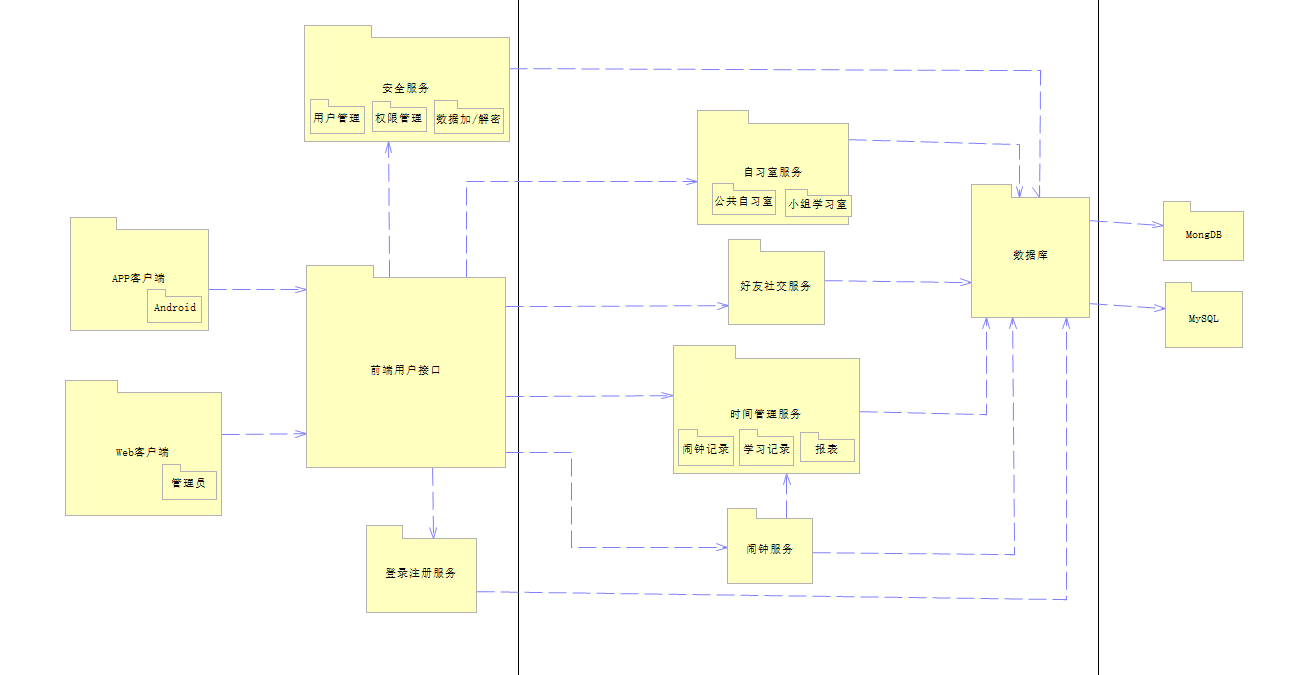 安全服务
用户管理
权限管理
数据加/解密
APP客户端
Android
Web客户端
管理员
前端用户接口
登录注册服务
自习室服务
公共自习室
小组学习室
好友社交服务
时间管理服务
闹钟记录
学习记录
报表
闹钟服务
数据库
MongDB
MySQL